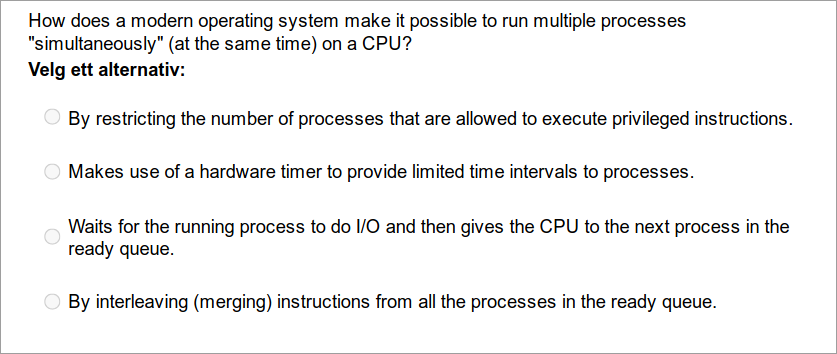 How does a modern operating system make it possible to run multiple processes
"simultaneously" (at the same time) on a CPU?
Velg ett alternativ:
By restricting the number of processes that are allowed to execute privileged instructions.
Makes use of a hardware timer to provide limited time intervals to processes.
Waits for the running process to do I/O and then gives the CPU to the next process in the
ready queue.
By interleaving (merging) instructions from all the processes in the ready queue.